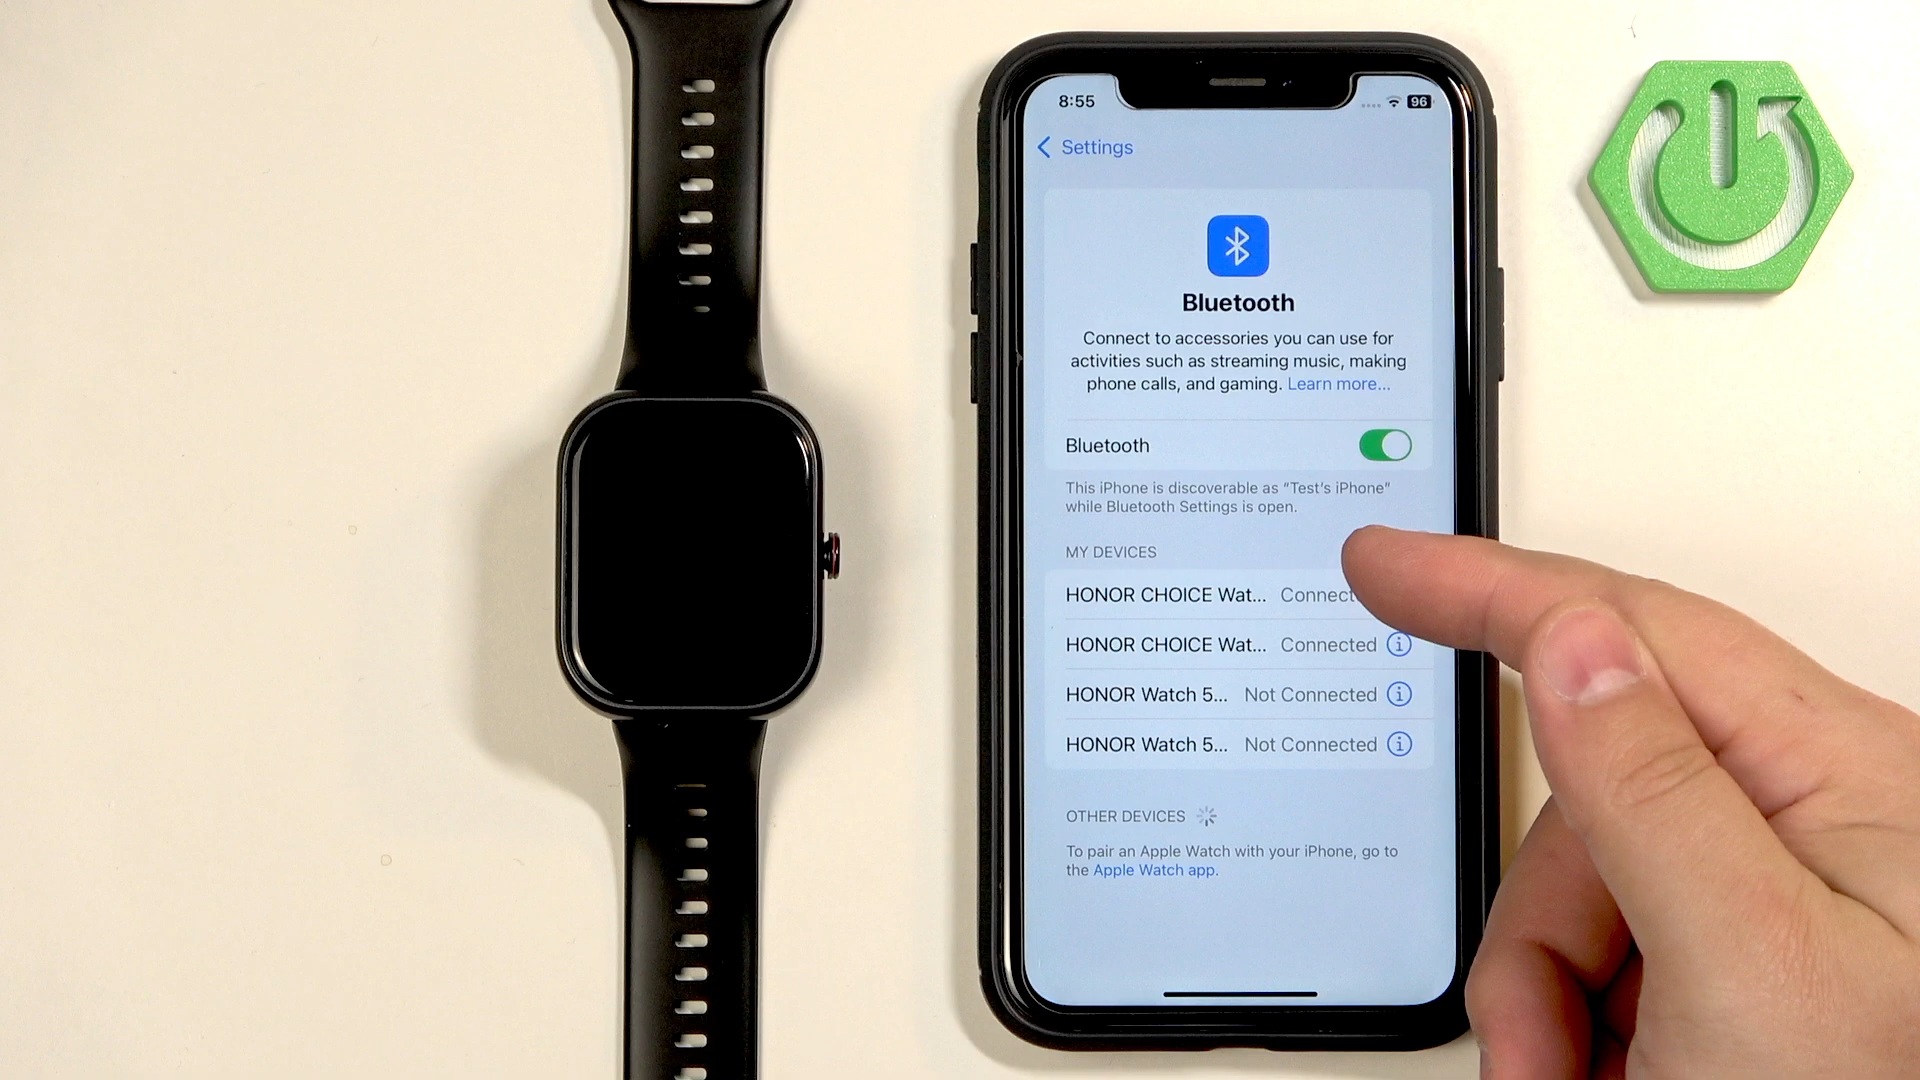 8:55
96
Settings
Bluetooth
Connect to accessories you can use for
activities such as streaming music, making
phone calls, and gaming. Learn more...
Bluetooth
This iPhone is discoverable as “Test's iPhone”
while Bluetooth Settings is open.
MY DEVICES
HONOR CHOICE Wat...
HONOR CHOICE Wat... Connected
HONOR Watch 5... Not Connected
HONOR Watch 5... Not Connected
OTHER DEVICES
To pair an Apple Watch with your iPhone, go to
the Apple Watch app.